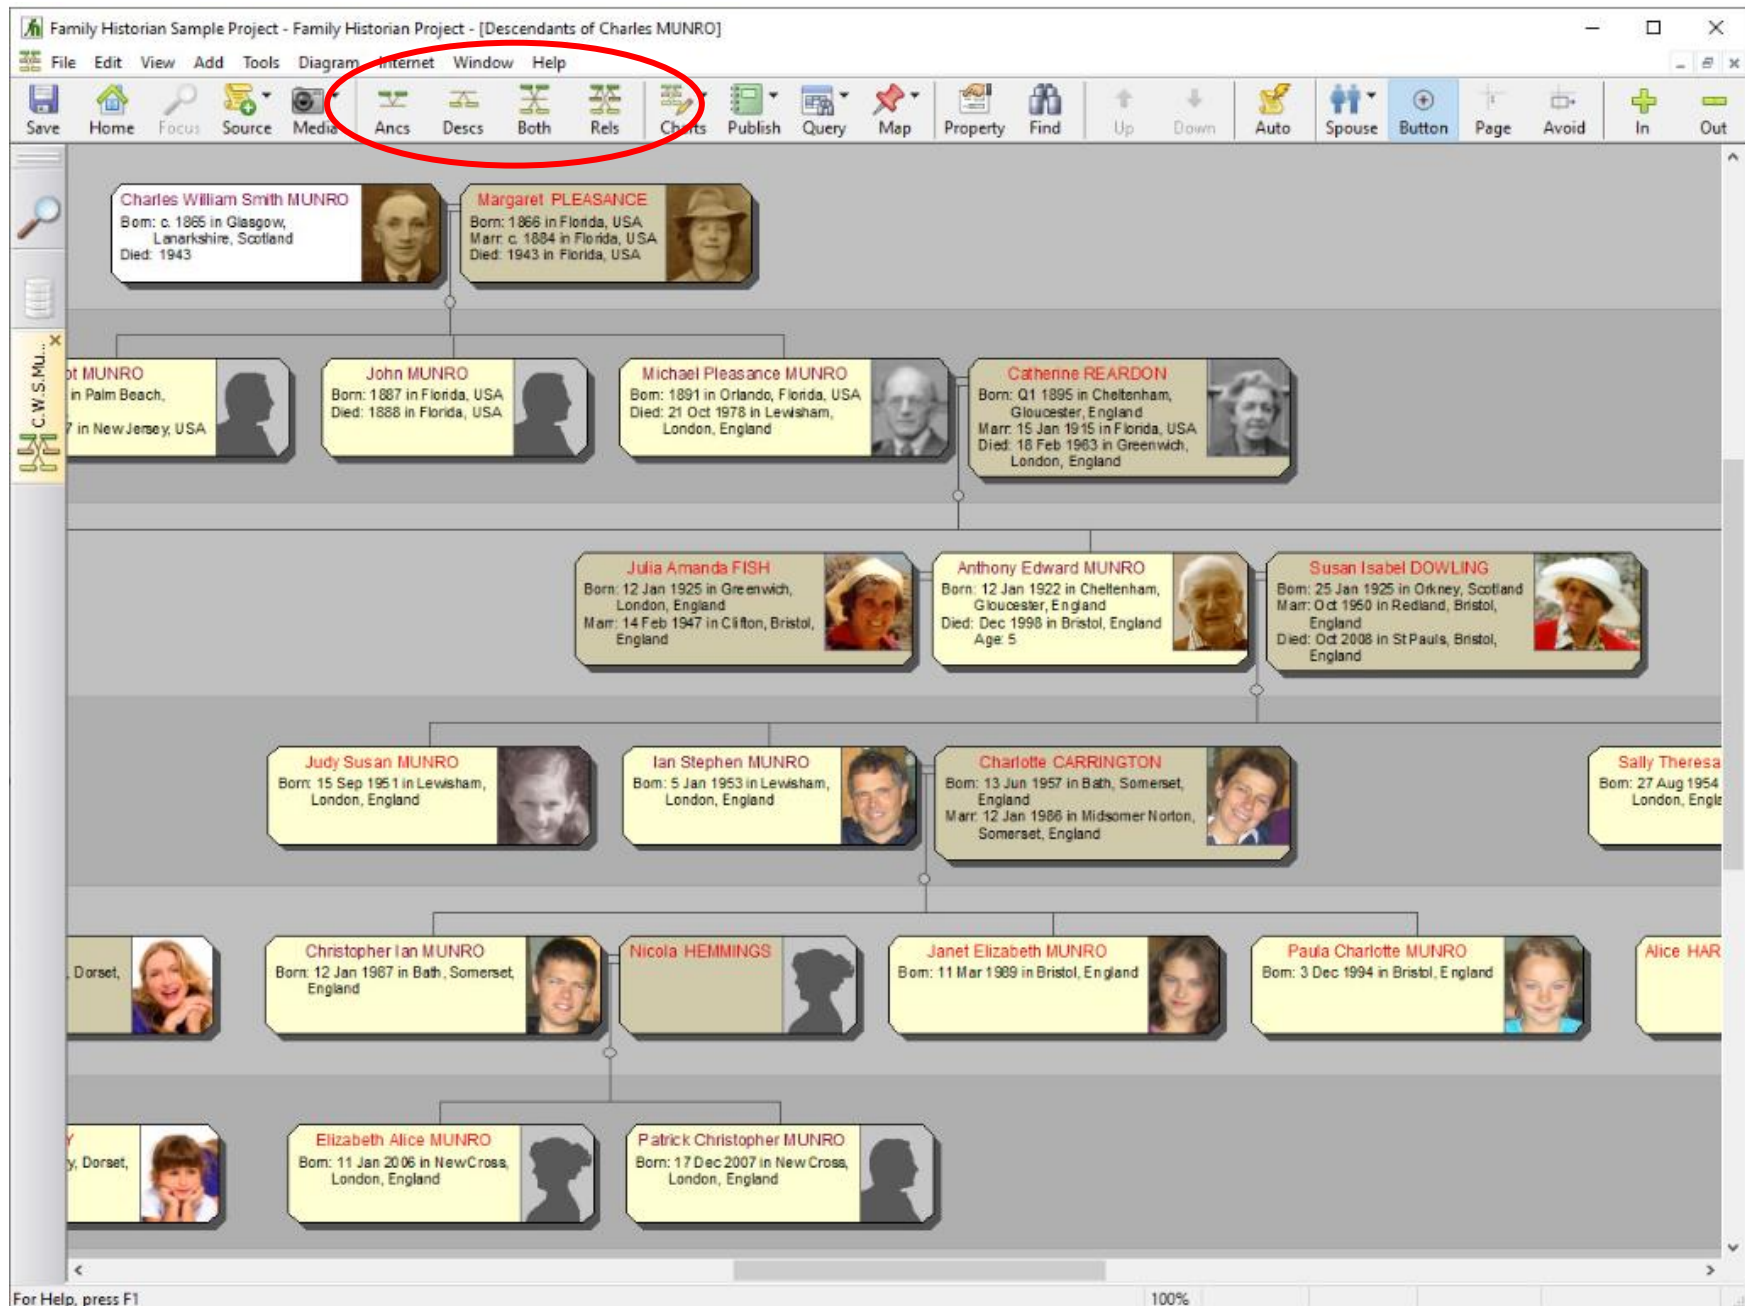 Family Historian Sample Project - Family Historian Project - [Descendants of Charles MUNRO]
File Edit View Add Tools Diagram Internet Window Help
Save Home Focus Source Media Ancs Descs Both Rels Charts Publish Query Map Property Find Up Down Auto Spouse Button Page Avoid In Out
C.W.S.Mu...
Charles William Smith MUNRO
Born: c. 1865 in Glasgow,
Lanarkshire, Scotland
Died: 1943
Margaret PLEASANCE
Born: 1866 in Florida, USA
Marr: c. 1884 in Florida, USA
Died: 1943 in Florida, USA
ot MUNRO
in Palm Beach,
7 in New Jersey, USA
John MUNRO
Born: 1887 in Florida, USA
Died: 1888 in Florida, USA
Michael Pleasance MUNRO
Born: 1891 in Orlando, Florida, USA
Died: 21 Oct 1978 in Lewisham,
London, England
Catherine REARDON
Born: Q1 1895 in Cheltenham,
Gloucester, England
Marr: 15 Jan 1915 in Florida, USA
Died: 18 Feb 1963 in Greenwich,
London, England
Julia Amanda FISH
Born: 12 Jan 1925 in Greenwich,
London, England
Marr: 14 Feb 1947 in Clifton, Bristol,
England
Anthony Edward MUNRO
Born: 12 Jan 1922 in Cheltenham,
Gloucester, England
Died: Dec 1998 in Bristol, England
Age: 5
Susan Isabel DOWLING
Born: 25 Jan 1925 in Orkney, Scotland
Marr: Oct 1950 in Redland, Bristol,
England
Died: Oct 2008 in St Pauls, Bristol,
England
Judy Susan MUNRO
Born: 15 Sep 1951 in Lewisham,
London, England
Ian Stephen MUNRO
Born: 5 Jan 1953 in Lewisham,
London, England
Charlotte CARRINGTON
Born: 13 Jun 1957 in Bath, Somerset,
England
Marr: 12 Jan 1986 in Midsomer Norton,
Somerset, England
Sally Theresa
Born: 27 Aug 1954
London, Engla
, Dorset,
Christopher Ian MUNRO
Born: 12 Jan 1987 in Bath, Somerset,
England
Nicola HEMMINGS
Janet Elizabeth MUNRO
Born: 11 Mar 1989 in Bristol, England
Paula Charlotte MUNRO
Born: 3 Dec 1994 in Bristol, England
Alice HAR
Y
y, Dorset,
Elizabeth Alice MUNRO
Born: 11 Jan 2006 in New Cross,
London, England
Patrick Christopher MUNRO
Born: 17 Dec 2007 in New Cross,
London, England
For Help, press F1
100%